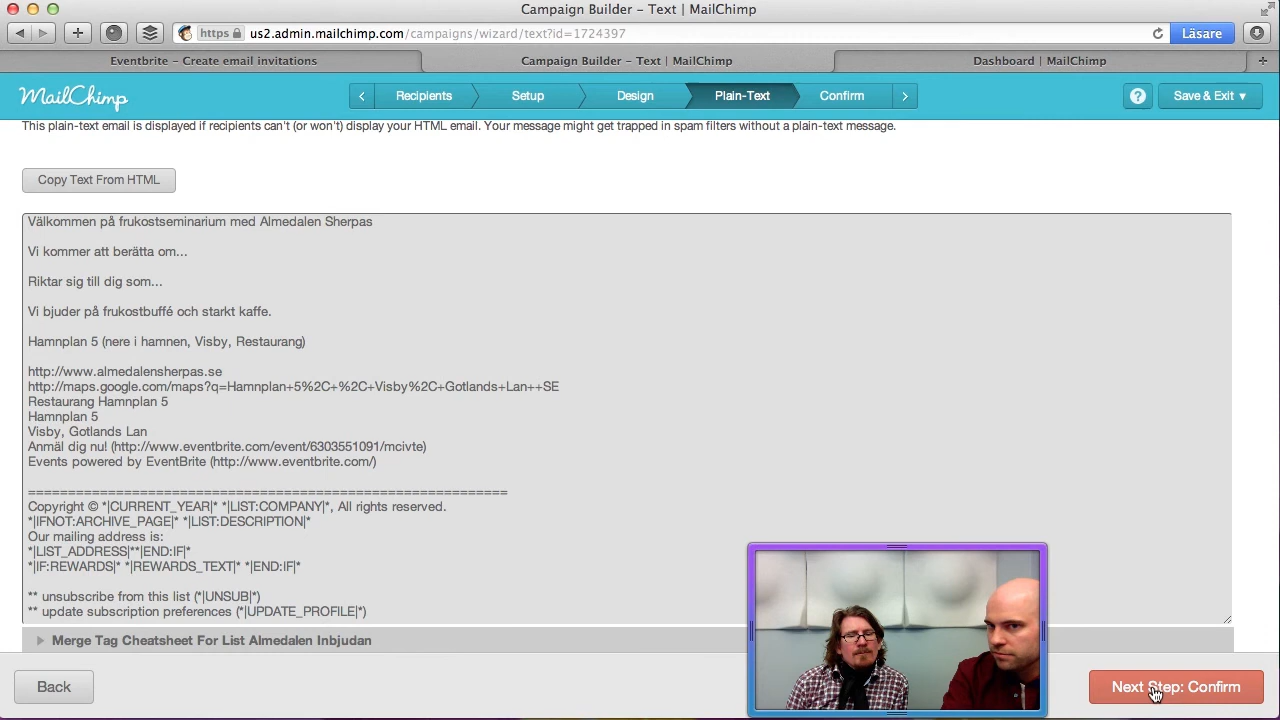 Campaign Builder – Text | MailChimp
https us2.admin.mailchimp.com/campaigns/wizard/text?id=1724397 Läsare
Eventbrite – Create email invitations Campaign Builder – Text | MailChimp Dashboard | MailChimp
MailChimp Recipients Setup Design Plain-Text Confirm ? Save & Exit
This plain-text email is displayed if recipients can't (or won't) display your HTML email. Your message might get trapped in spam filters without a plain-text message.
Copy Text From HTML
Välkommen på frukostseminarium med Almedalen Sherpas
Vi kommer att berätta om...
Riktar sig till dig som...
Vi bjuder på frukostbuffé och starkt kaffe.
Hamnplan 5 (nere i hamnen, Visby, Restaurang)
http://www.almedalensherpas.se
http://maps.google.com/maps?q=Hamnplan+5%2C+%2C+Visby%2C+Gotlands+Lan++SE
Restaurang Hamnplan 5
Hamnplan 5
Visby, Gotlands Lan
Anmäl dig nu! (http://www.eventbrite.com/event/6303551091/mcivte)
Events powered by EventBrite (http://www.eventbrite.com/)
============================================================
Copyright © *|CURRENT_YEAR|* *|LIST:COMPANY|*, All rights reserved.
*|IFNOT:ARCHIVE_PAGE|* *|LIST:DESCRIPTION|*
Our mailing address is:
*|LIST_ADDRESS|**|END:IF|*
*|IF:REWARDS|* *|REWARDS_TEXT|* *|END:IF|*
** unsubscribe from this list (*|UNSUB|*)
** update subscription preferences (*|UPDATE_PROFILE|*)
Merge Tag Cheatsheet For List Almedalen Inbjudan
Back Next Step: Confirm